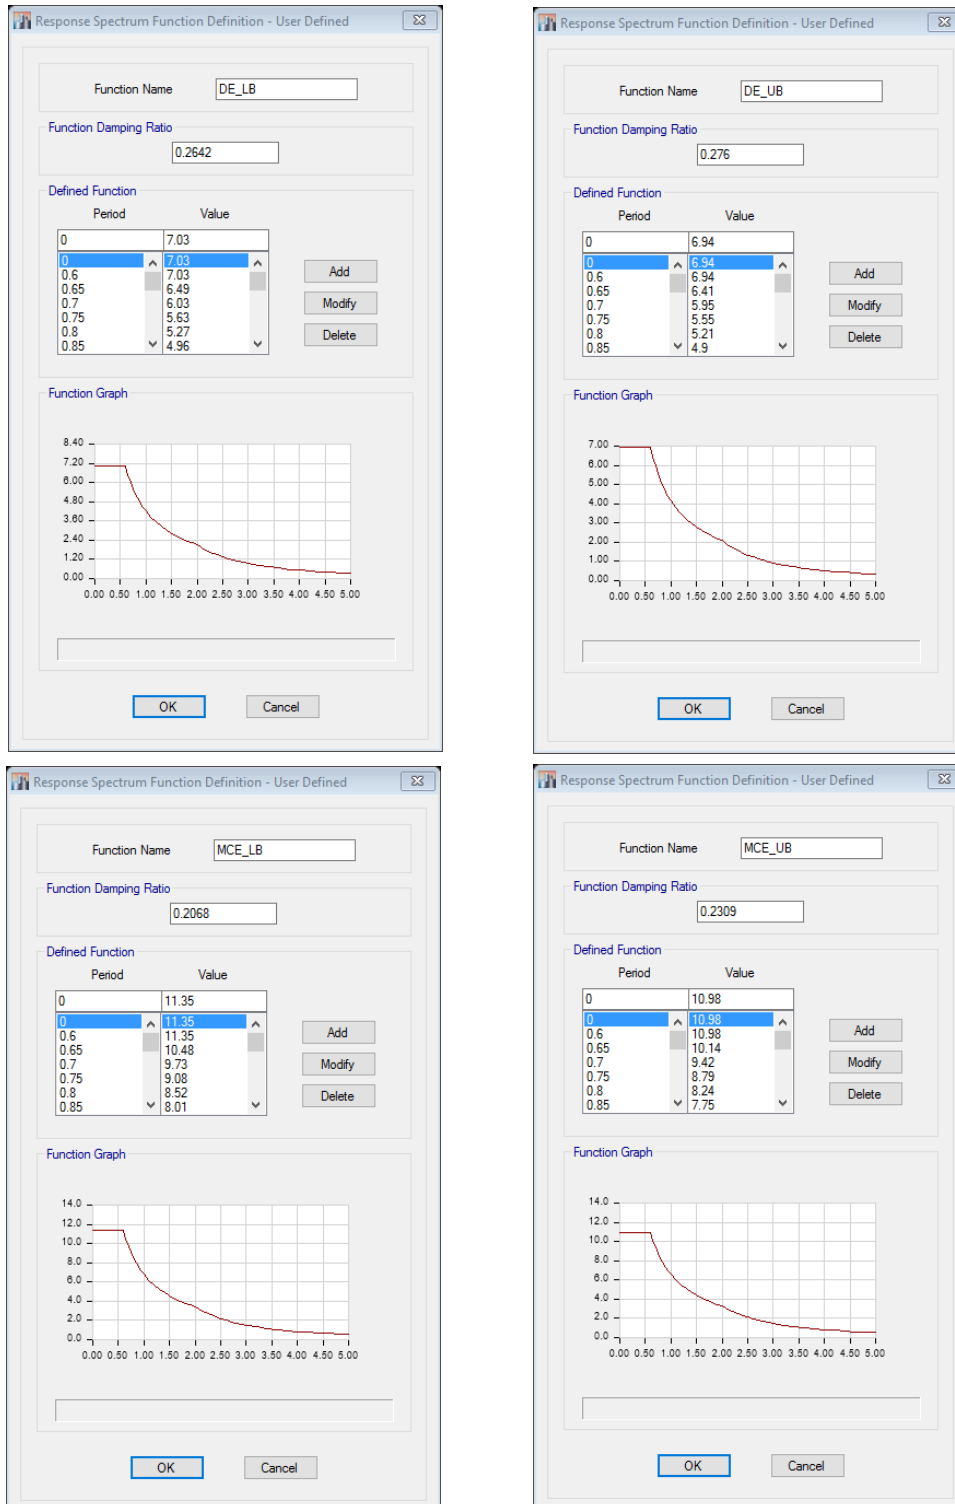 Response Spectrum Function Definition - User Defined
Function Name DE_LB
Function Damping Ratio
0.2642
Defined Function
Period Value
0 7.03
0 7.03
0.6 7.03
0.65 6.49
0.7 6.03
0.75 5.63
0.8 5.27
0.85 4.96
Add
Modify
Delete
Function Graph
8.40
7.20
6.00
4.80
3.60
2.40
1.20
0.00
0.00 0.50 1.00 1.50 2.00 2.50 3.00 3.50 4.00 4.50 5.00
OK Cancel
Response Spectrum Function Definition - User Defined
Function Name DE_UB
Function Damping Ratio
0.276
Defined Function
Period Value
0 6.94
0 6.94
0.6 6.94
0.65 6.41
0.7 5.95
0.75 5.55
0.8 5.21
0.85 4.9
Add
Modify
Delete
Function Graph
7.00
6.00
5.00
4.00
3.00
2.00
1.00
0.00
0.00 0.50 1.00 1.50 2.00 2.50 3.00 3.50 4.00 4.50 5.00
OK Cancel
Response Spectrum Function Definition - User Defined
Function Name MCE_LB
Function Damping Ratio
0.2068
Defined Function
Period Value
0 11.35
0 11.35
0.6 11.35
0.65 10.48
0.7 9.73
0.75 9.08
0.8 8.52
0.85 8.01
Add
Modify
Delete
Function Graph
14.0
12.0
10.0
8.0
6.0
4.0
2.0
0.0
0.00 0.50 1.00 1.50 2.00 2.50 3.00 3.50 4.00 4.50 5.00
OK Cancel
Response Spectrum Function Definition - User Defined
Function Name MCE_UB
Function Damping Ratio
0.2309
Defined Function
Period Value
0 10.98
0 10.98
0.6 10.98
0.65 10.14
0.7 9.42
0.75 8.79
0.8 8.24
0.85 7.75
Add
Modify
Delete
Function Graph
14.0
12.0
10.0
8.0
6.0
4.0
2.0
0.0
0.00 0.50 1.00 1.50 2.00 2.50 3.00 3.50 4.00 4.50 5.00
OK Cancel